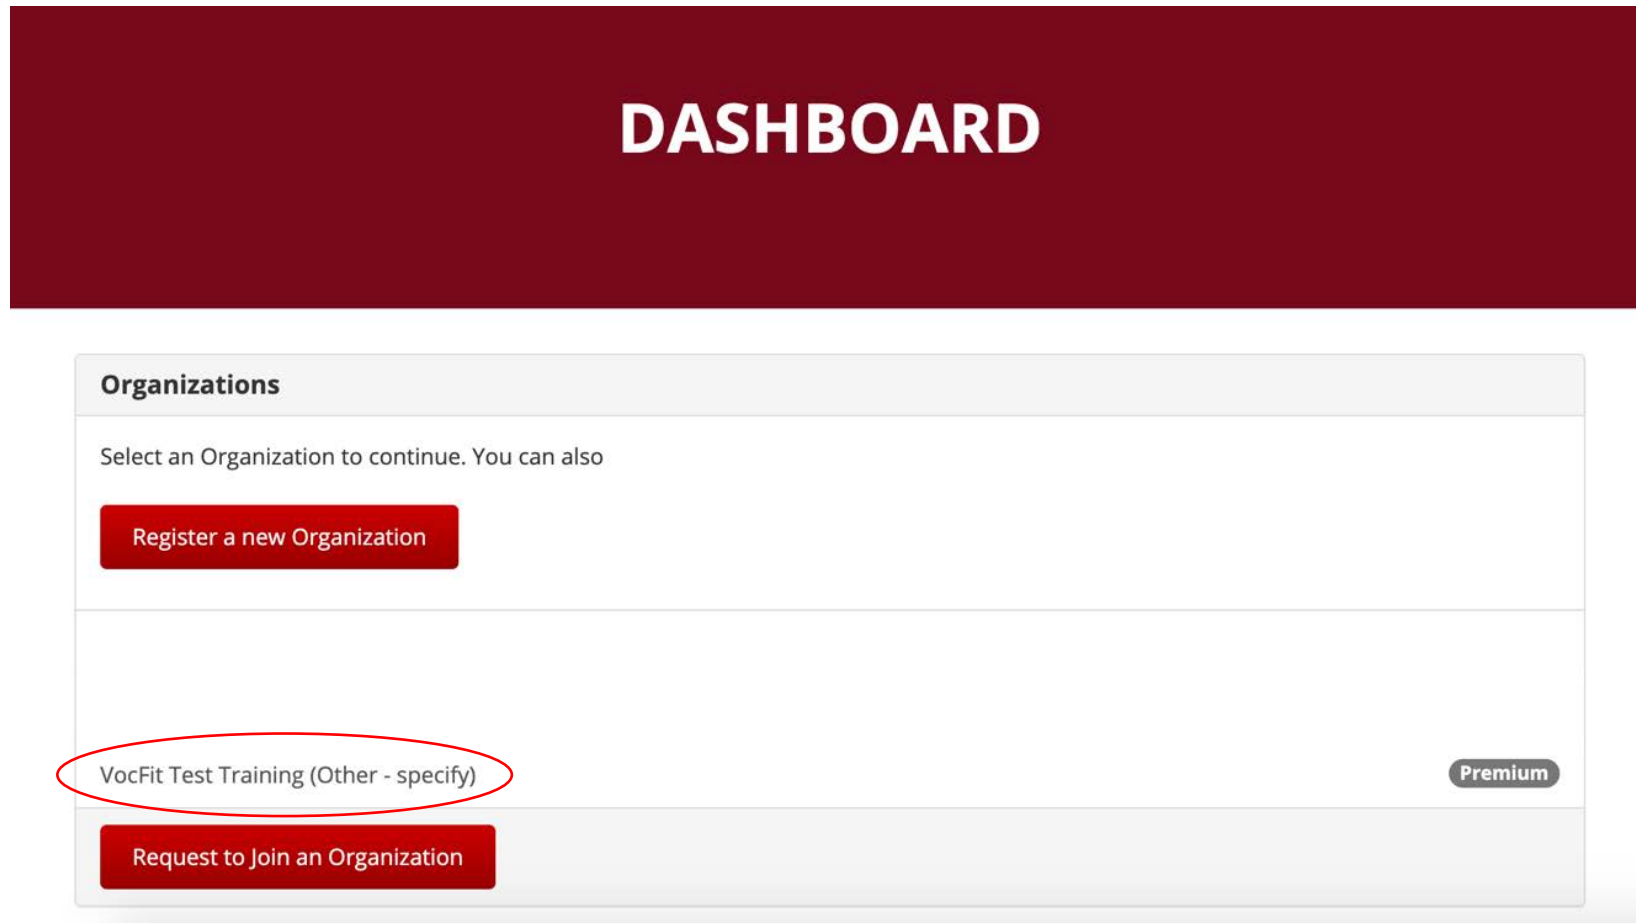 DASHBOARD
Organizations
Select an Organization to continue. You can also
Register a new Organization
VocFit Test Training (Other - specify)
Premium
Request to Join an Organization